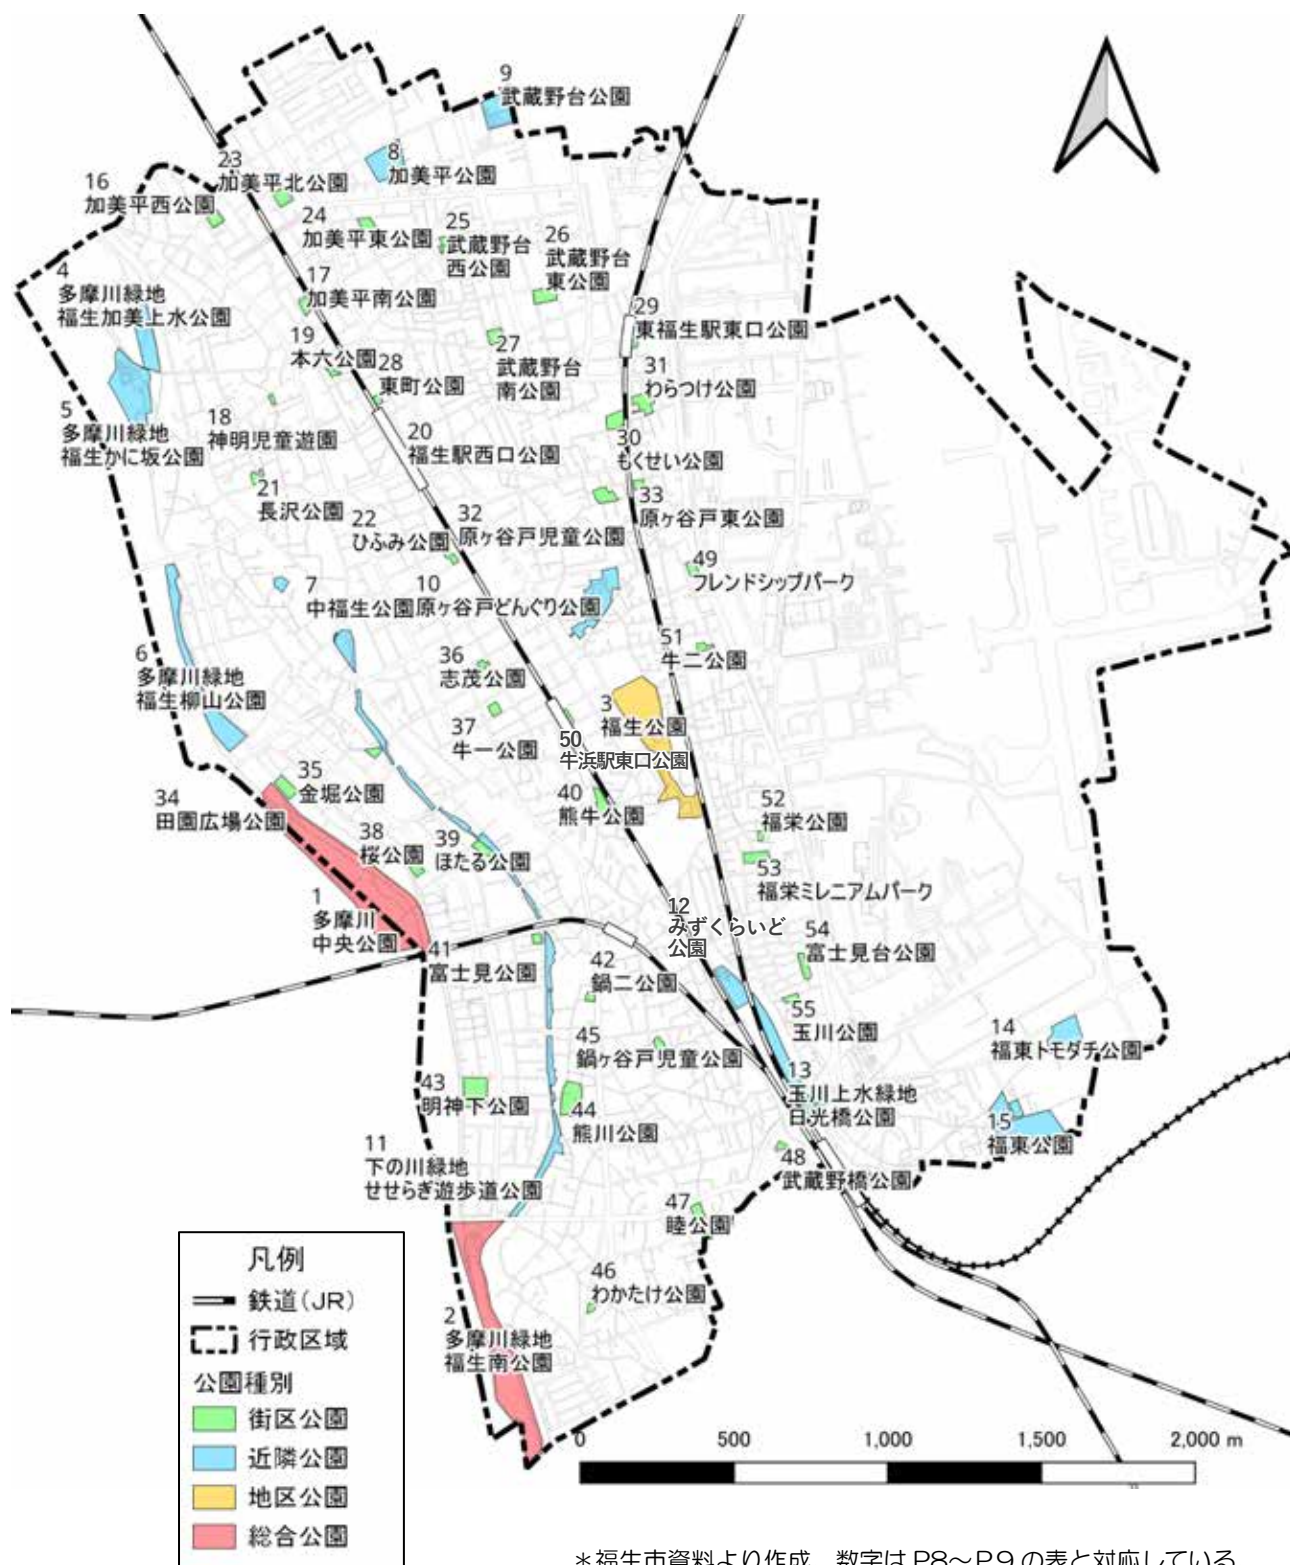 9
武蔵野台公園
8
加美平公園
23
加美平北公園
16
加美平西公園
24
加美平東公園
25
武蔵野台
西公園
26
武蔵野台
東公園
4
多摩川緑地
福生加美上水公園
17
加美平南公園
29
東福生駅東口公園
19
本六公園
28
東町公園
27
武蔵野台
南公園
31
わらつけ公園
5
多摩川緑地
福生かに坂公園
18
神明児童遊園
20
福生駅西口公園
30
もくせい公園
21
長沢公園
22
ひふみ公園
32
原ヶ谷戸児童公園
33
原ヶ谷戸東公園
49
フレンドシップパーク
7
中福生公園
10
原ヶ谷戸どんぐり公園
6
多摩川緑地
福生柳山公園
36
志茂公園
51
牛二公園
37
牛一公園
3
福生公園
50
牛浜駅東口公園
35
金堀公園
34
田園広場公園
40
熊牛公園
52
福栄公園
38
桜公園
39
ほたる公園
53
福栄ミレニアムパーク
1
多摩川
中央公園
12
みずくらいど
公園
41
富士見公園
42
鍋二公園
54
富士見台公園
55
玉川公園
14
福東トモダチ公園
45
鍋ヶ谷戸児童公園
43
明神下公園
13
玉川上水緑地
日光橋公園
44
熊川公園
15
福東公園
11
下の川緑地
せせらぎ遊歩道公園
48
武蔵野橋公園
47
睦公園
46
わかたけ公園
2
多摩川緑地
福生南公園
凡例
鉄道(JR)
行政区域
公園種別
街区公園
近隣公園
地区公園
総合公園
0 500 1,000 1,500 2,000 m
＊福生市資料より作成　数字はP8～P9の表と対応している